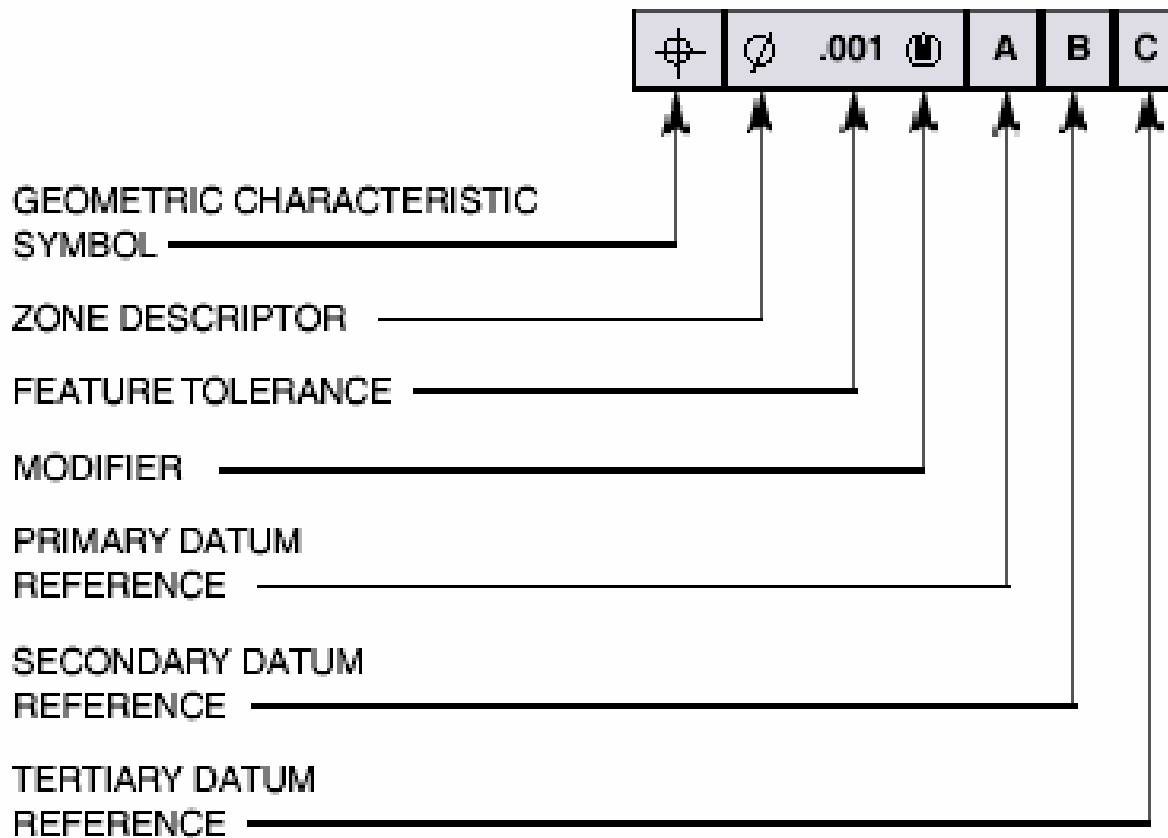 ⌖ ⌀ .001 Ⓜ A B C
GEOMETRIC CHARACTERISTIC
SYMBOL
ZONE DESCRIPTOR
FEATURE TOLERANCE
MODIFIER
PRIMARY DATUM
REFERENCE
SECONDARY DATUM
REFERENCE
TERTIARY DATUM
REFERENCE